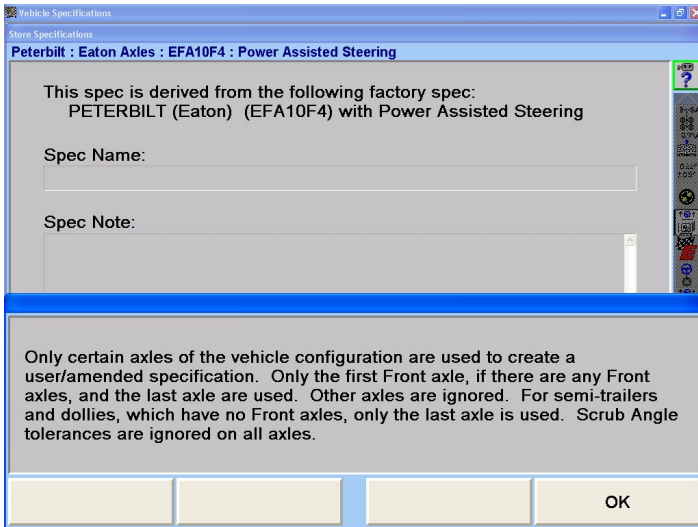 Vehicle Specifications
Store Specifications
Peterbilt : Eaton Axles : EFA10F4 : Power Assisted Steering
This spec is derived from the following factory spec:
PETERBILT (Eaton)  (EFA10F4) with Power Assisted Steering
Spec Name:
Spec Note:
Only certain axles of the vehicle configuration are used to create a
user/amended specification.  Only the first Front axle, if there are any Front
axles, and the last axle are used.  Other axles are ignored.  For semi-trailers
and dollies, which have no Front axles, only the last axle is used.  Scrub Angle
tolerances are ignored on all axles.
OK